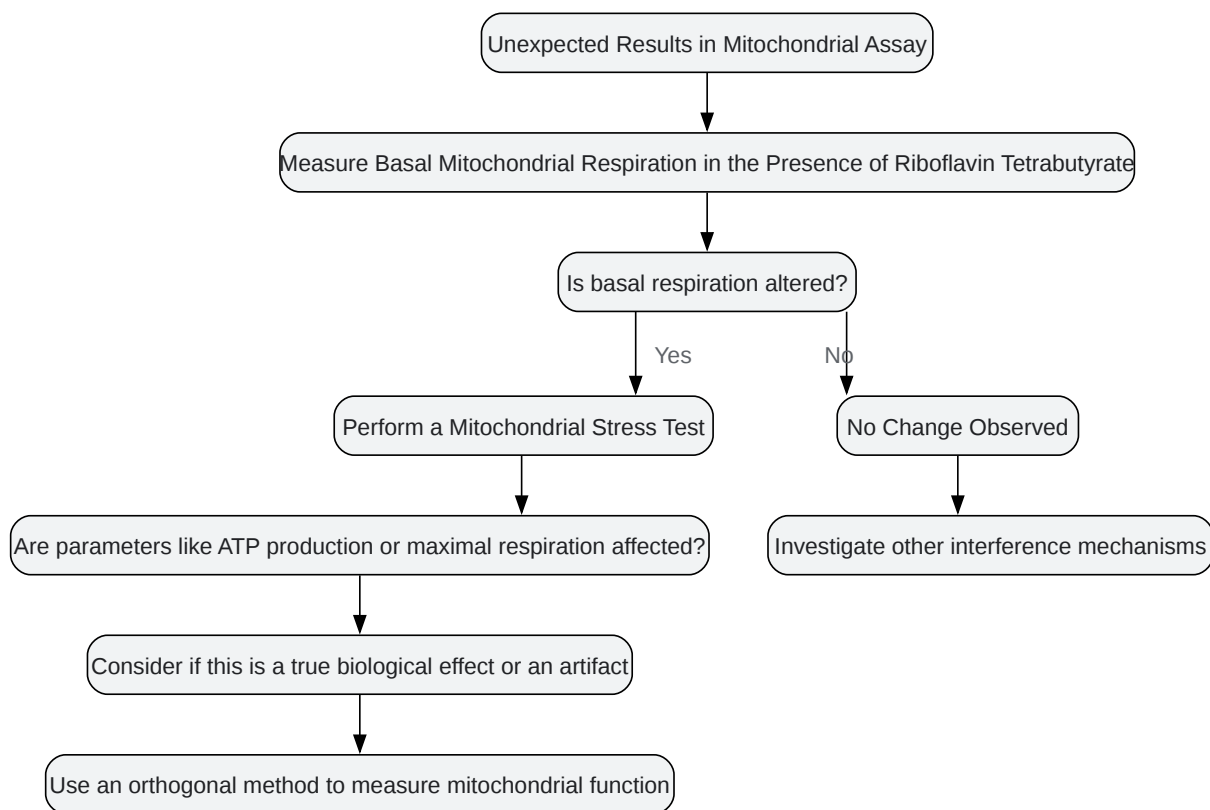 Unexpected Results in Mitochondrial Assay
Measure Basal Mitochondrial Respiration in the Presence of Riboflavin Tetrabutyrate
Is basal respiration altered?
Yes
No
Perform a Mitochondrial Stress Test
No Change Observed
Are parameters like ATP production or maximal respiration affected?
Investigate other interference mechanisms
Consider if this is a true biological effect or an artifact
Use an orthogonal method to measure mitochondrial function